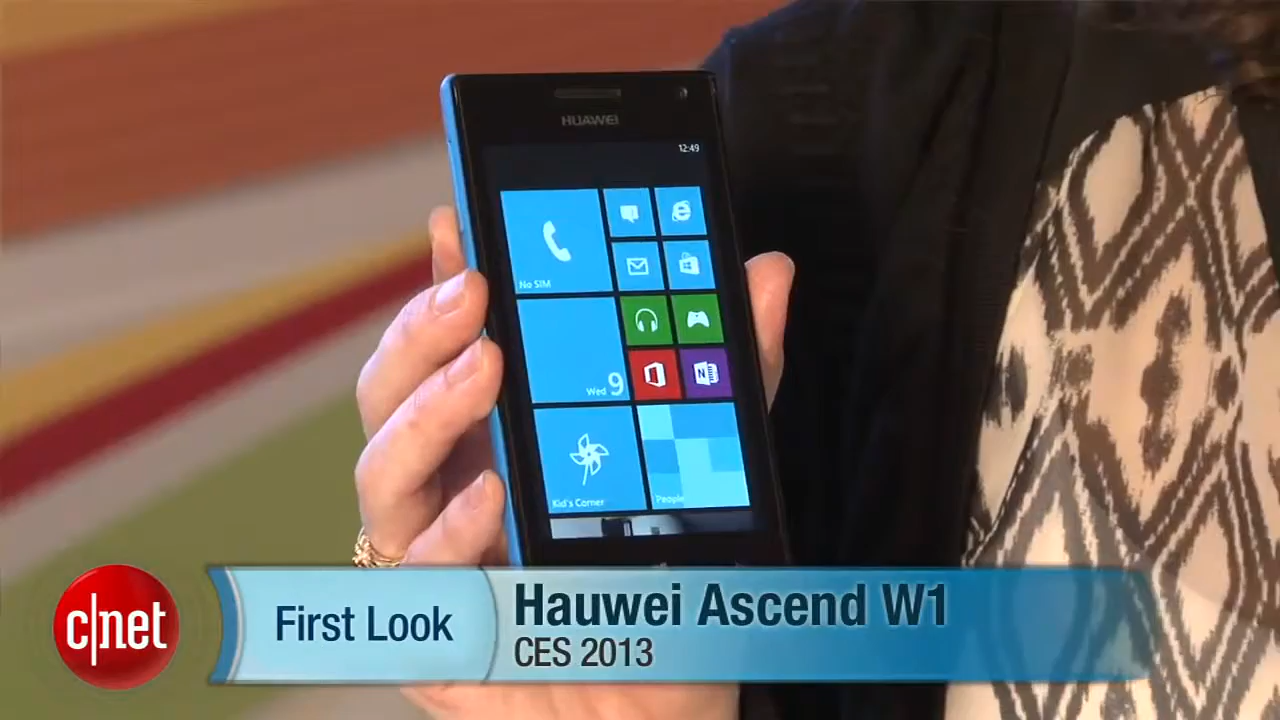 HUAWEI
12:49
No SIM
Wed 9
Kid's Corner
People
c|net
First Look
Hauwei Ascend W1
CES 2013